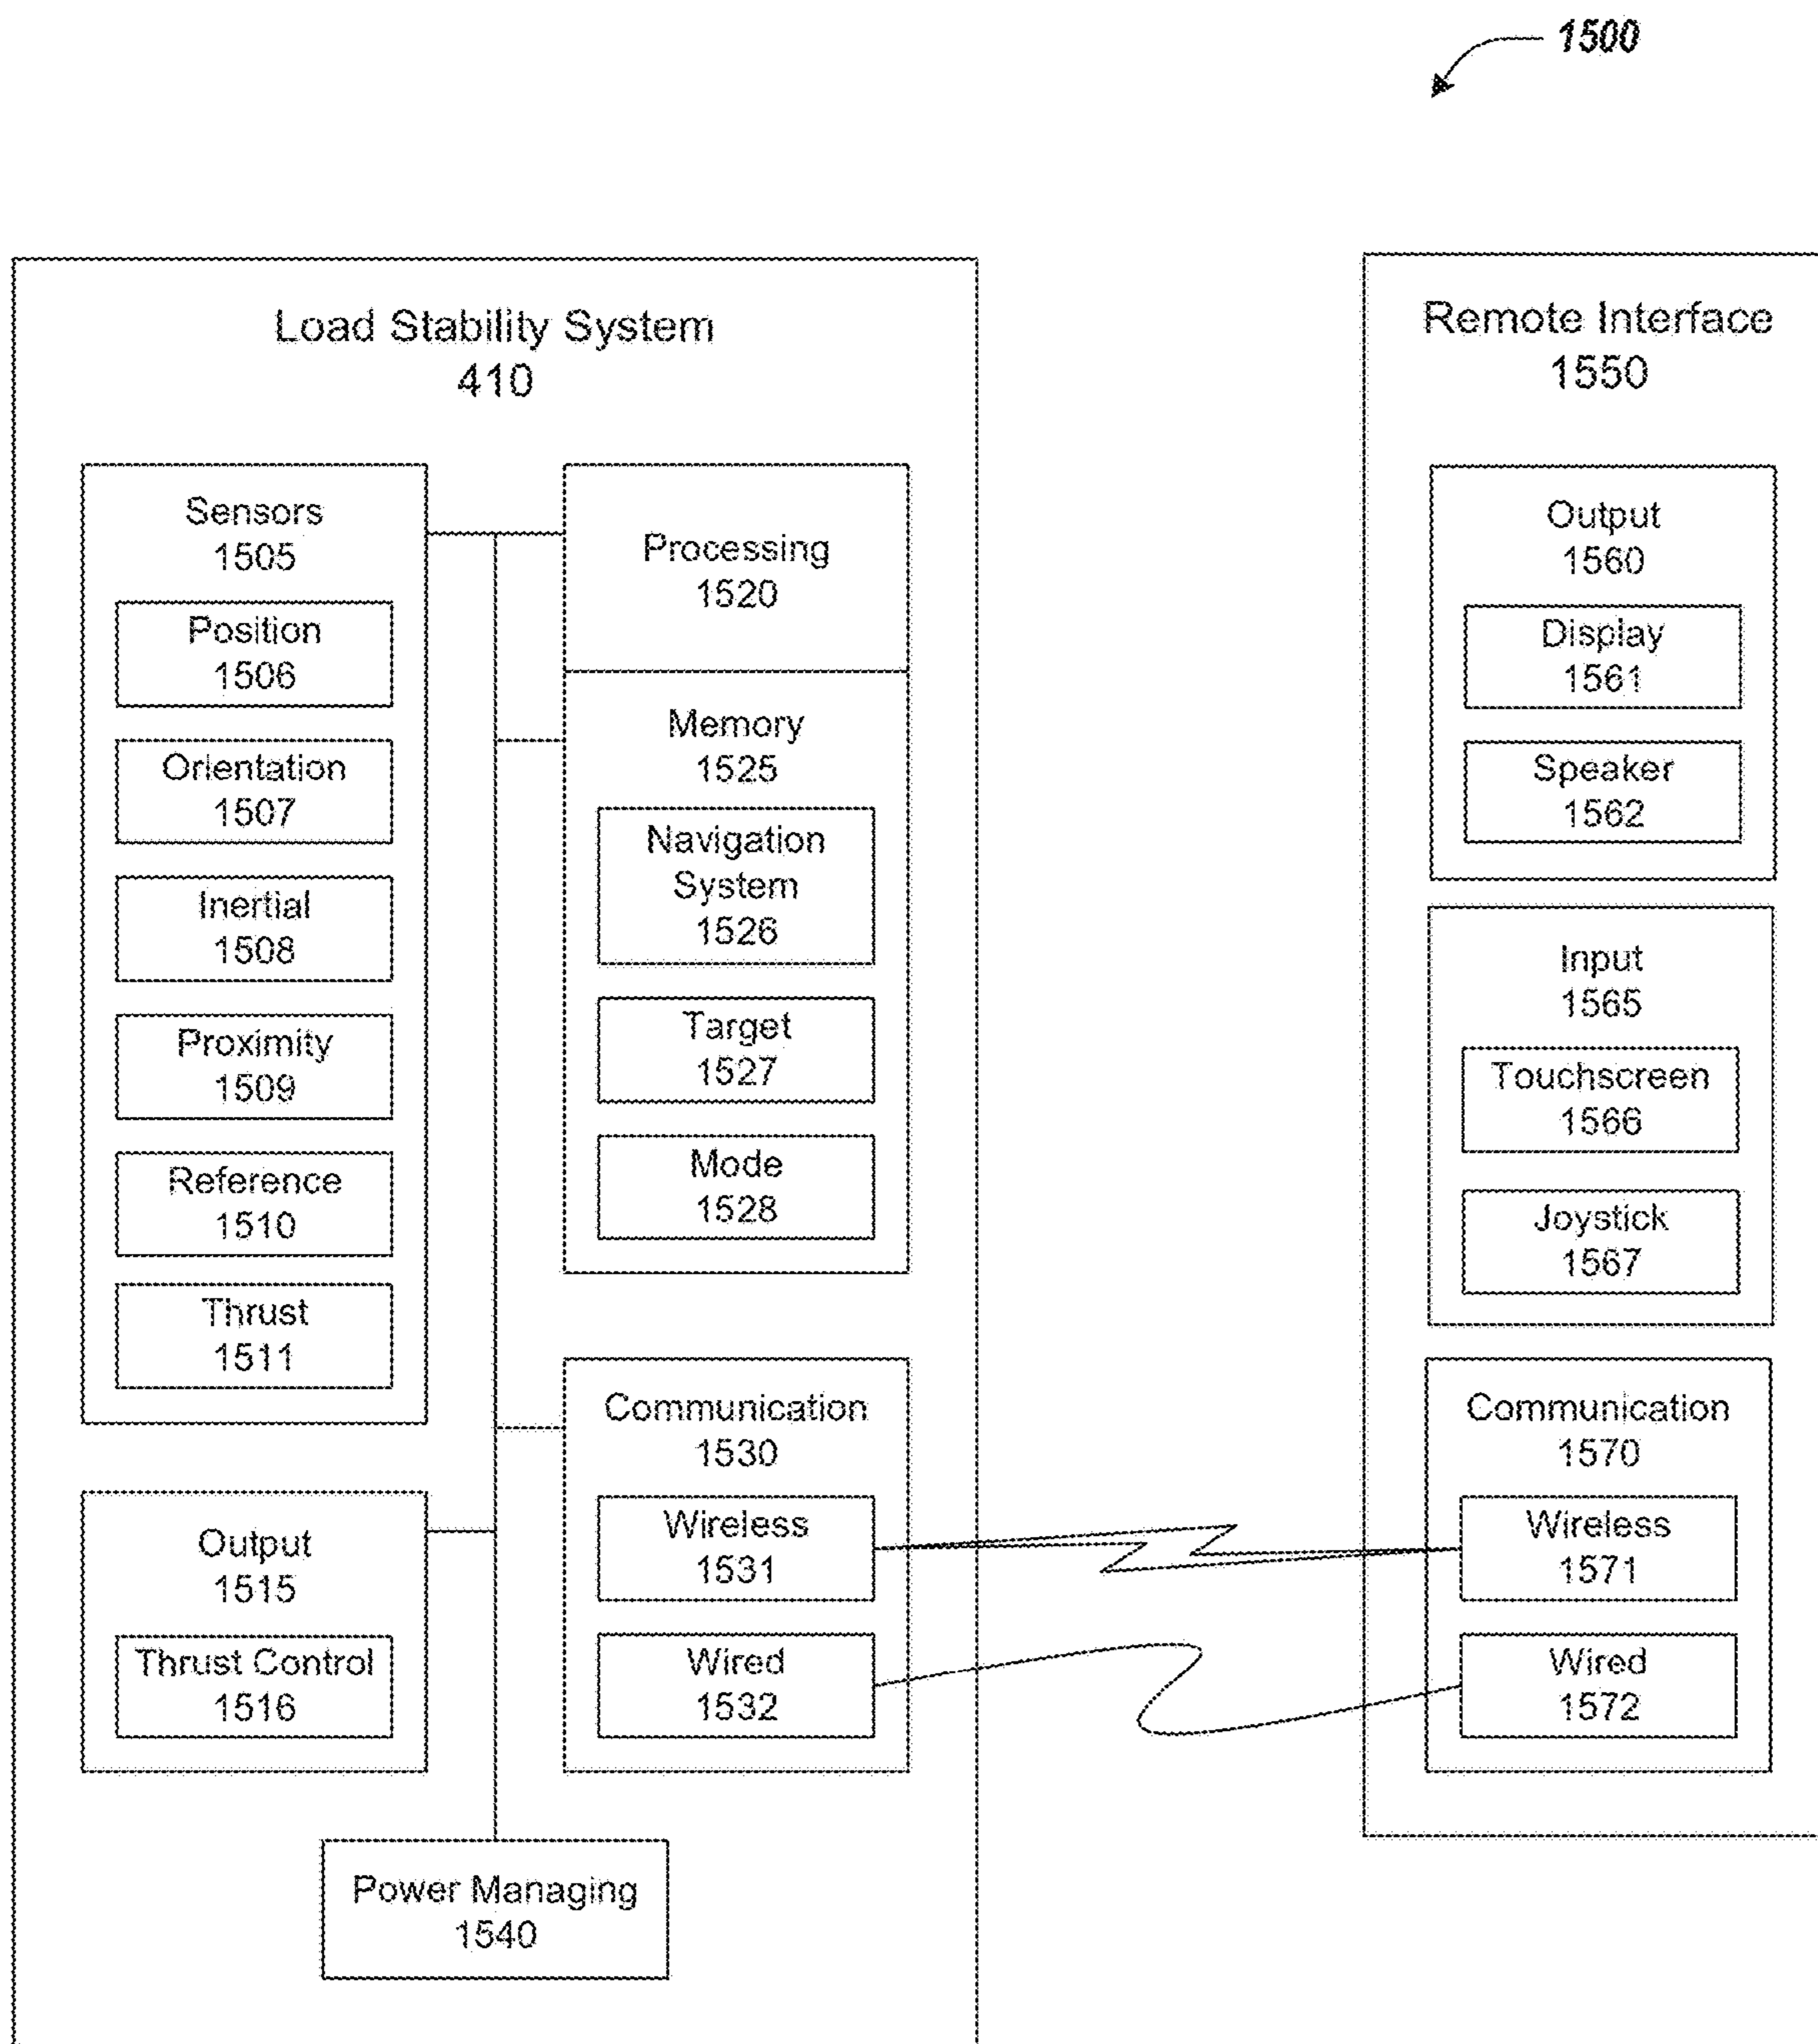 1500
Load Stability System
410
Sensors
1505
Position
1506
Orientation
1507
Inertial
1508
Proximity
1509
Reference
1510
Thrust
1511
Output
1515
Thrust Control
1516
Processing
1520
Memory
1525
Navigation
System
1526
Target
1527
Mode
1528
Communication
1530
Wireless
1531
Wired
1532
Power Managing
1540
Remote Interface
1550
Output
1560
Display
1561
Speaker
1562
Input
1565
Touchscreen
1566
Joystick
1567
Communication
1570
Wireless
1571
Wired
1572